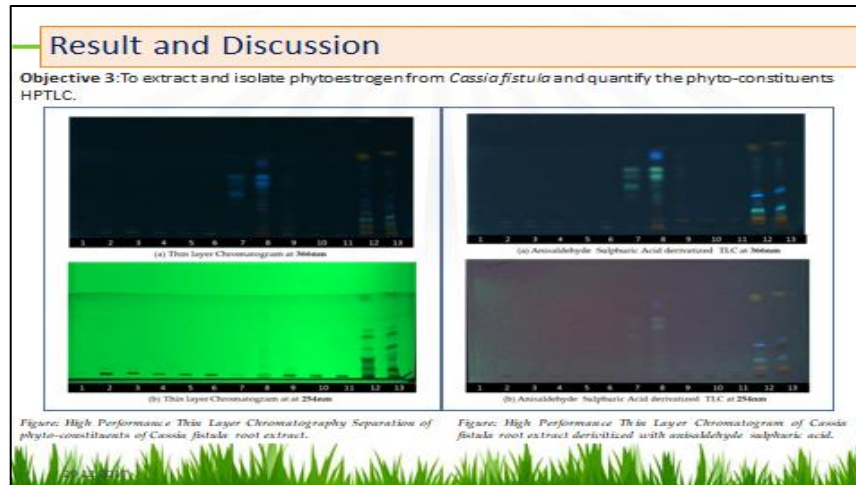 Result and Discussion
Objective 3:To extract and isolate phytoestrogen from Cassia fistula and quantify the phyto-constituents
HPTLC.
1 2 3 4 5 6 7 8 9 10 11 12 13
(a) Thin layer Chromatogram at 366nm
1 2 3 4 5 6 7 8 9 10 11 12 13
(b) Thin layer Chromatogram at at 254nm
Figure: High Performance Thin Layer Chromatography Separation of
phyto-constituents of Cassia fistula root extract.
1 2 3 4 5 6 7 8 9 10 11 12 13
(a) Anisaldehyde Sulphuric Acid derivatized TLC at 366nm
1 2 3 4 5 6 7 8 9 10 11 12 13
(b) Anisaldehyde Sulphuric Acid derivatized TLC at 254nm
Figure: High Performance Thin Layer Chromatogram of Cassia
fistula root extract derivitized with anisaldehyde sulphuric acid.